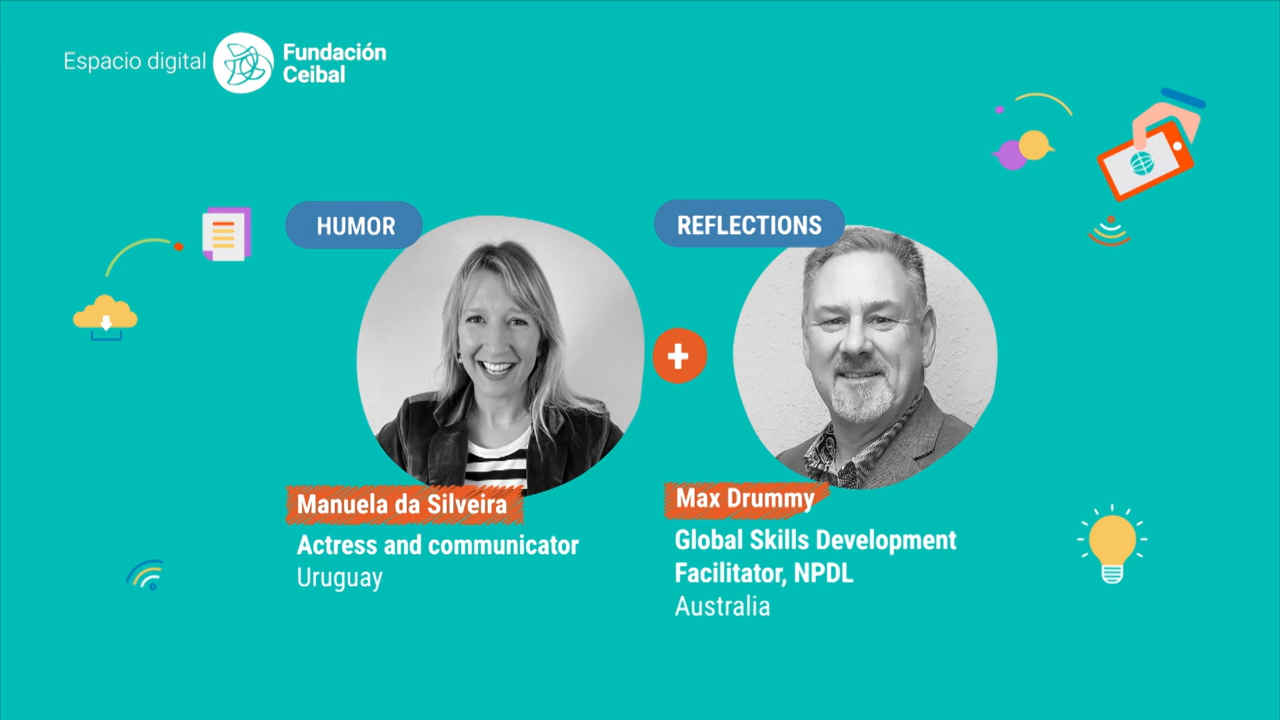 Espacio digital
Fundación
Ceibal
HUMOR
Manuela da Silveira
Actress and communicator
Uruguay
REFLECTIONS
Max Drummy
Global Skills Development
Facilitator, NPDL
Australia